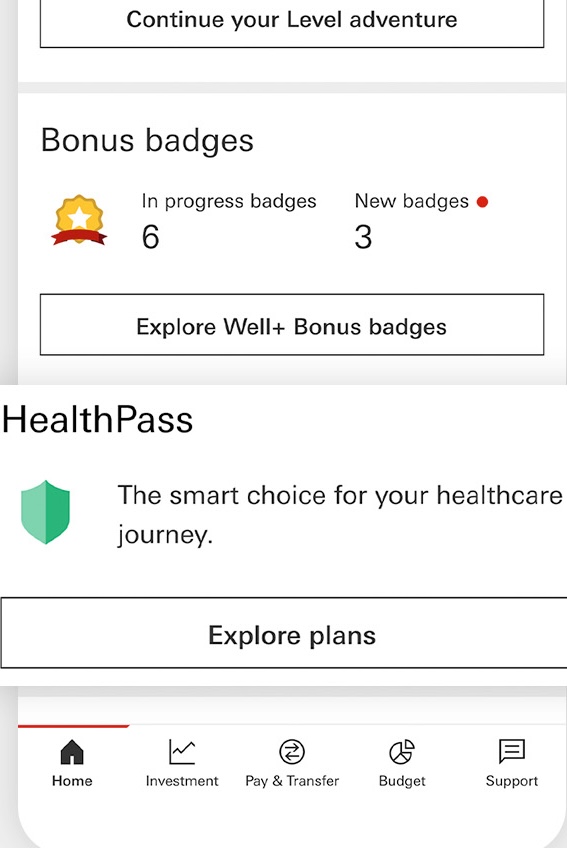 Continue your Level adventure
Bonus badges
In progress badges
New badges
6
3
Explore Well+ Bonus badges
HealthPass
The smart choice for your healthcare
journey.
Explore plans
Home
Investment
Pay & Transfer
Budget
Support